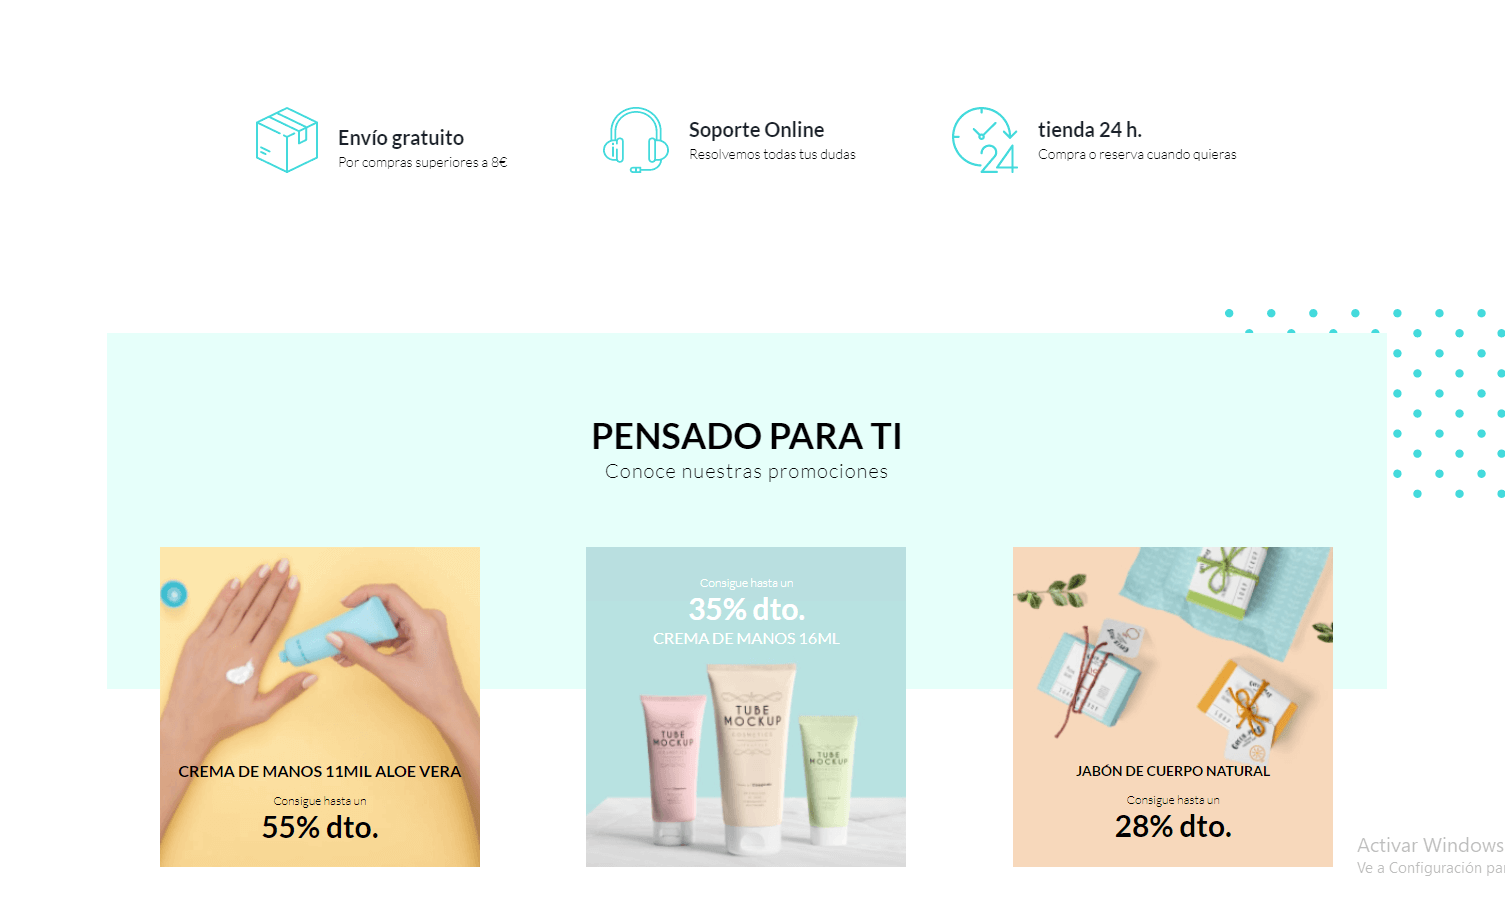 Envío gratuito
Por compras superiores a 8€
Soporte Online
Resolvemos todas tus dudas
24
tienda 24 h.
Compra o reserva cuando quieras
PENSADO PARA TI
Conoce nuestras promociones
CREMA DE MANOS 11MIL ALOE VERA
Consigue hasta un
55% dto.
Consigue hasta un
35% dto.
CREMA DE MANOS 16ML
TUBE
MOCKUP
COSMETICS
TUBE
MOCKUP
COSMETICS
TUBE
MOCKUP
JABÓN DE CUERPO NATURAL
Consigue hasta un
28% dto.
Activar Windows
Ve a Configuración par